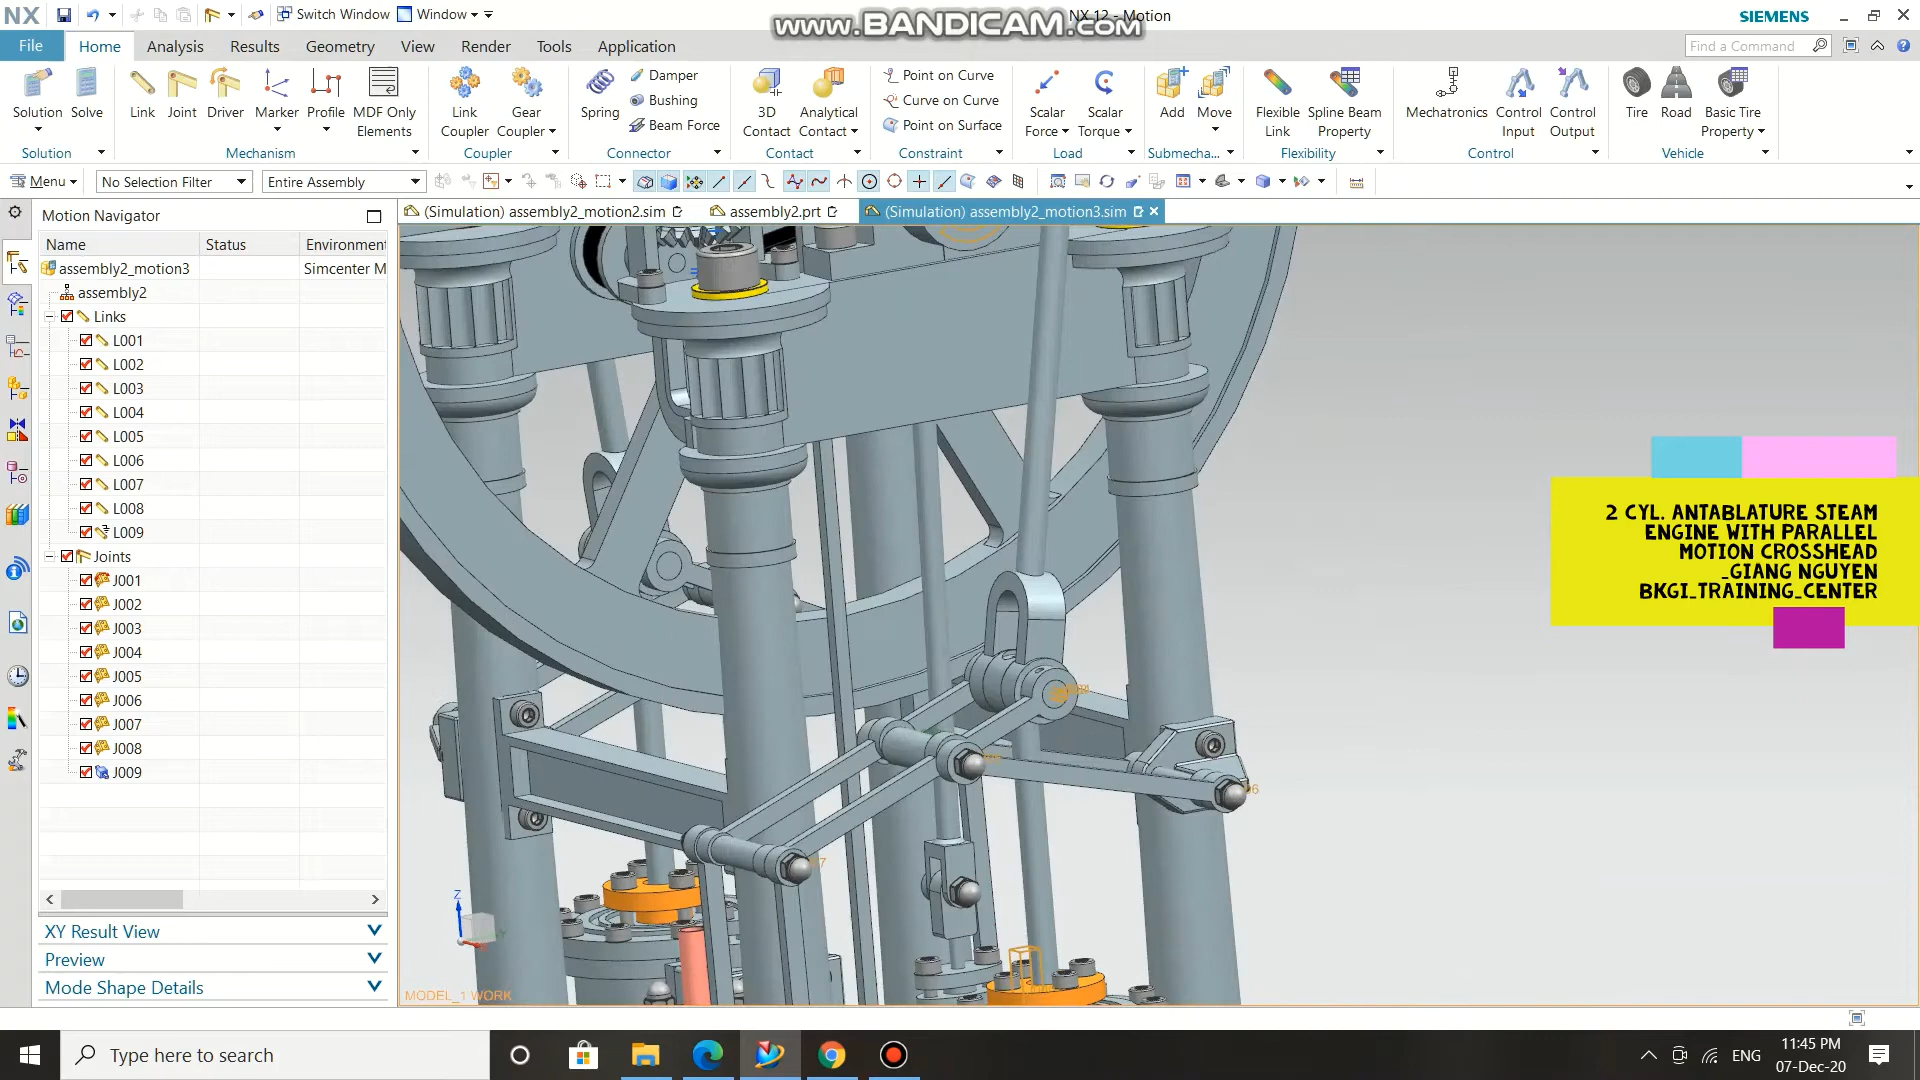 NX
Switch Window
Window
www.BANDICAM.com
NX 12 - Motion
SIEMENS
File
Home
Analysis
Results
Geometry
View
Render
Tools
Application
Find a Command
Solution
Solve
Link
Joint
Driver
Marker
Profile
MDF Only
Elements
Link
Coupler
Gear
Coupler
Spring
Damper
Bushing
Beam Force
3D
Contact
Analytical
Contact
Point on Curve
Curve on Curve
Point on Surface
Scalar
Force
Scalar
Torque
Add
Move
Flexible
Link
Spline Beam
Property
Mechatronics
Control
Input
Control
Output
Tire
Road
Basic Tire
Property
Solution
Mechanism
Coupler
Connector
Contact
Constraint
Load
Submecha...
Flexibility
Control
Vehicle
Menu
No Selection Filter
Entire Assembly
Motion Navigator
(Simulation) assembly2_motion2.sim
assembly2.prt
(Simulation) assembly2_motion3.sim
Name
Status
Environment
assembly2_motion3
Simcenter M
assembly2
Links
L001
L002
L003
L004
L005
L006
L007
L008
L009
Joints
J001
J002
J003
J004
J005
J006
J007
J008
J009
XY Result View
Preview
Mode Shape Details
Z
MODEL_1 WORK
2 CYL. ANTABLATURE STEAM
ENGINE WITH PARALLEL
MOTION CROSSHEAD
_GIANG NGUYEN
BKGI_TRAINING_CENTER
Type here to search
ENG
11:45 PM
07-Dec-20